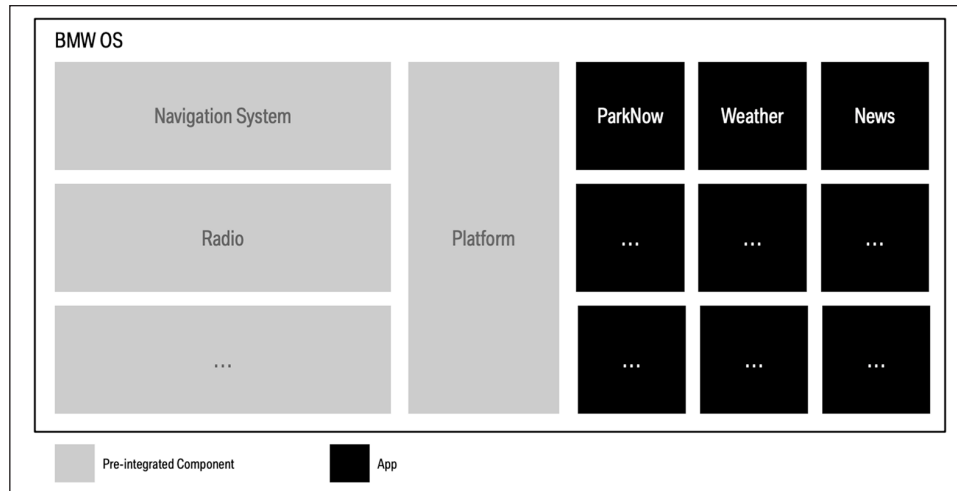 BMW OS
Navigation System
ParkNow
Weather
News
Radio
Platform
...
...
...
...
...
...
...
Pre-integrated Component
App